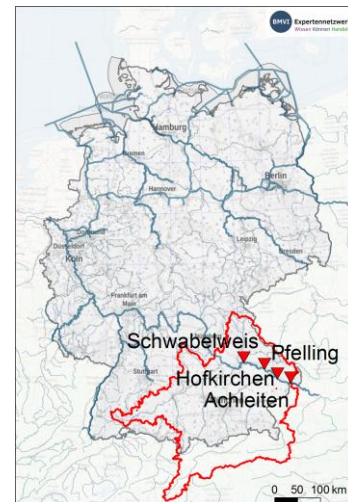 BMVI Expertennetzwerk
Wissen Können Handeln
Hamburg
Bremen
Berlin
Hannover
Leipzig
Dresden
Düsseldorf
Köln
Frankfurt am
Main
Schwabelweis
Pfelling
Stuttgart
Hofkirchen
Achleiten
0 50 100 km